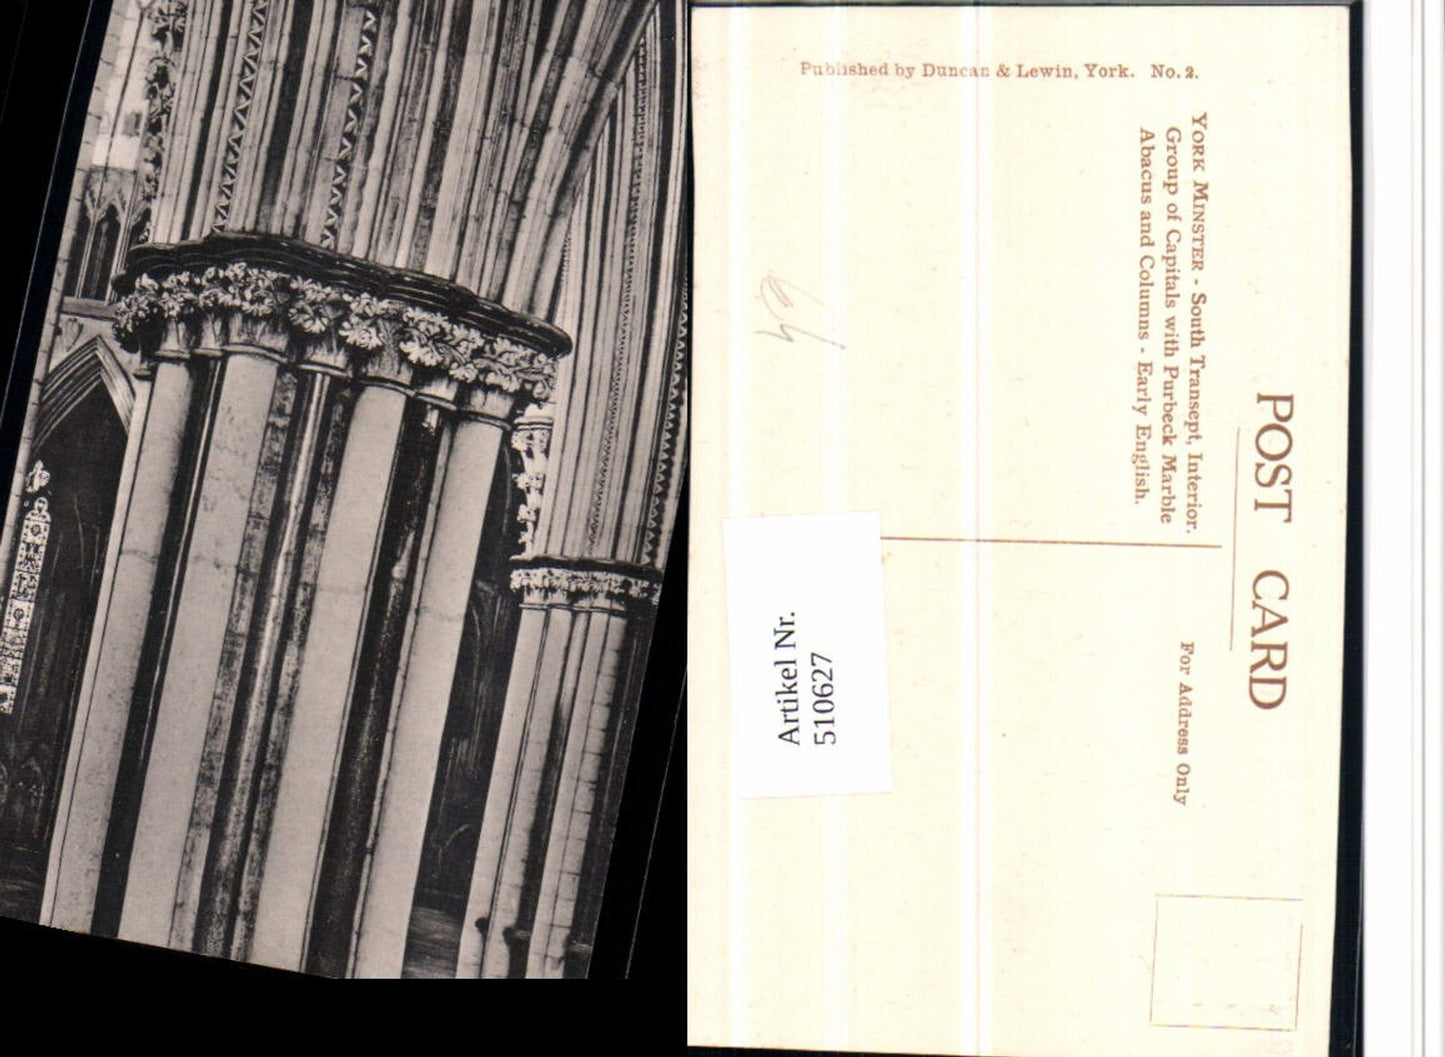 Published by Duncan & Lewin, York. No. 2.
YORK MINSTER - South Transept, Interior.
Group of Capitals with Purbeck Marble
Abacus and Columns - Early English.
POST CARD
For Address Only
Artikel Nr.
510627